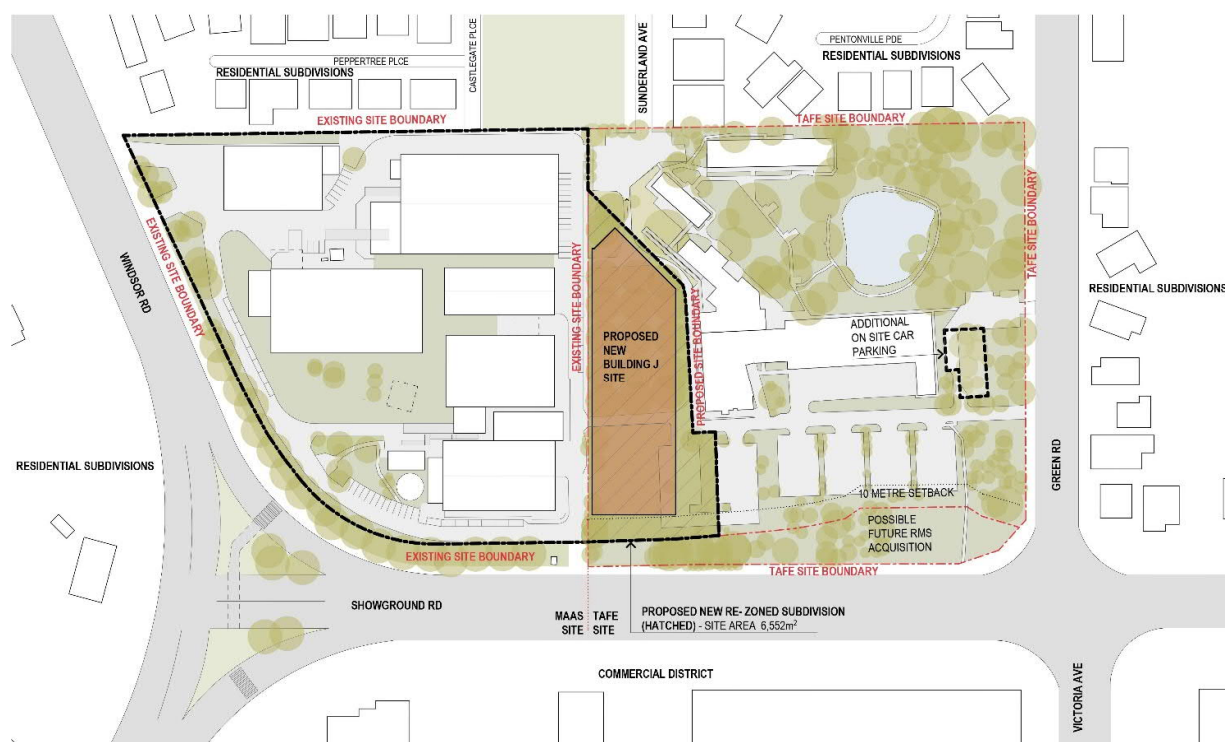 PEPPERTREE PLCE
RESIDENTIAL SUBDIVISIONS
CASTLEGATE PLCE
SUNDERLAND AVE
PENTONVILLE PDE
RESIDENTIAL SUBDIVISIONS
EXISTING SITE BOUNDARY
TAFE SITE BOUNDARY
WINDSOR RD
EXISTING SITE BOUNDARY
EXISTING SITE BOUNDARY
PROPOSED
NEW
BUILDING J
SITE
PROPOSED SITE BOUNDARY
ADDITIONAL
ON SITE CAR
PARKING
TAFE SITE BOUNDARY
RESIDENTIAL SUBDIVISIONS
RESIDENTIAL SUBDIVISIONS
GREEN RD
10 METRE SETBACK
POSSIBLE
FUTURE RMS
ACQUISITION
EXISTING SITE BOUNDARY
TAFE SITE BOUNDARY
SHOWGROUND RD
MAAS
SITE
TAFE
SITE
PROPOSED NEW RE- ZONED SUBDIVISION
(HATCHED) - SITE AREA 6,552m²
COMMERCIAL DISTRICT
VICTORIA AVE